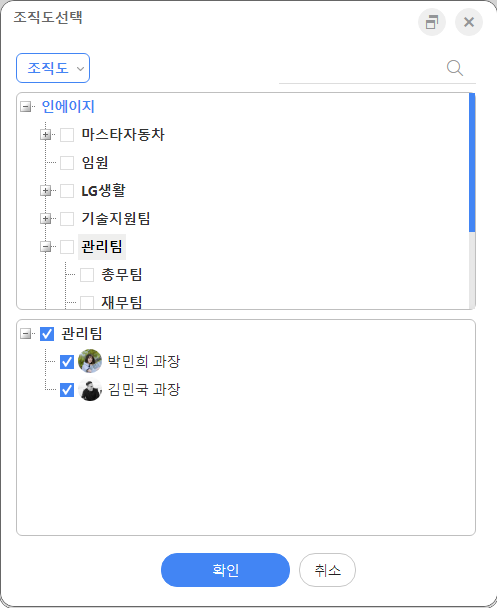 조직도선택
조직도
인에이지
마스타자동차
임원
LG생활
기술지원팀
관리팀
총무팀
재무팀
관리팀
박민희 과장
김민국 과장
확인
취소